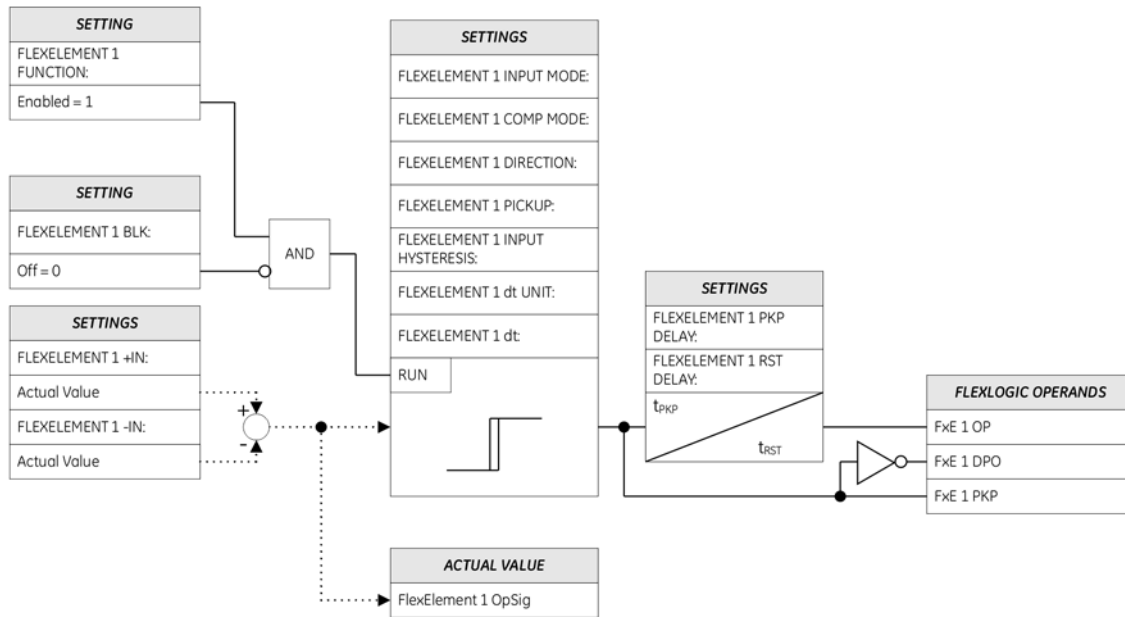 SETTING
FLEXELEMENT 1
FUNCTION:
Enabled = 1
SETTING
FLEXELEMENT 1 BLK:
Off = 0
SETTINGS
FLEXELEMENT 1 +IN:
Actual Value
FLEXELEMENT 1 -IN:
Actual Value
AND
+
-
SETTINGS
FLEXELEMENT 1 INPUT MODE:
FLEXELEMENT 1 COMP MODE:
FLEXELEMENT 1 DIRECTION:
FLEXELEMENT 1 PICKUP:
FLEXELEMENT 1 INPUT
HYSTERESIS:
FLEXELEMENT 1 dt UNIT:
FLEXELEMENT 1 dt:
RUN
ACTUAL VALUE
FlexElement 1 OpSig
SETTINGS
FLEXELEMENT 1 PKP
DELAY:
FLEXELEMENT 1 RST
DELAY:
tPKP
tRST
FLEXLOGIC OPERANDS
FxE 1 OP
FxE 1 DPO
FxE 1 PKP